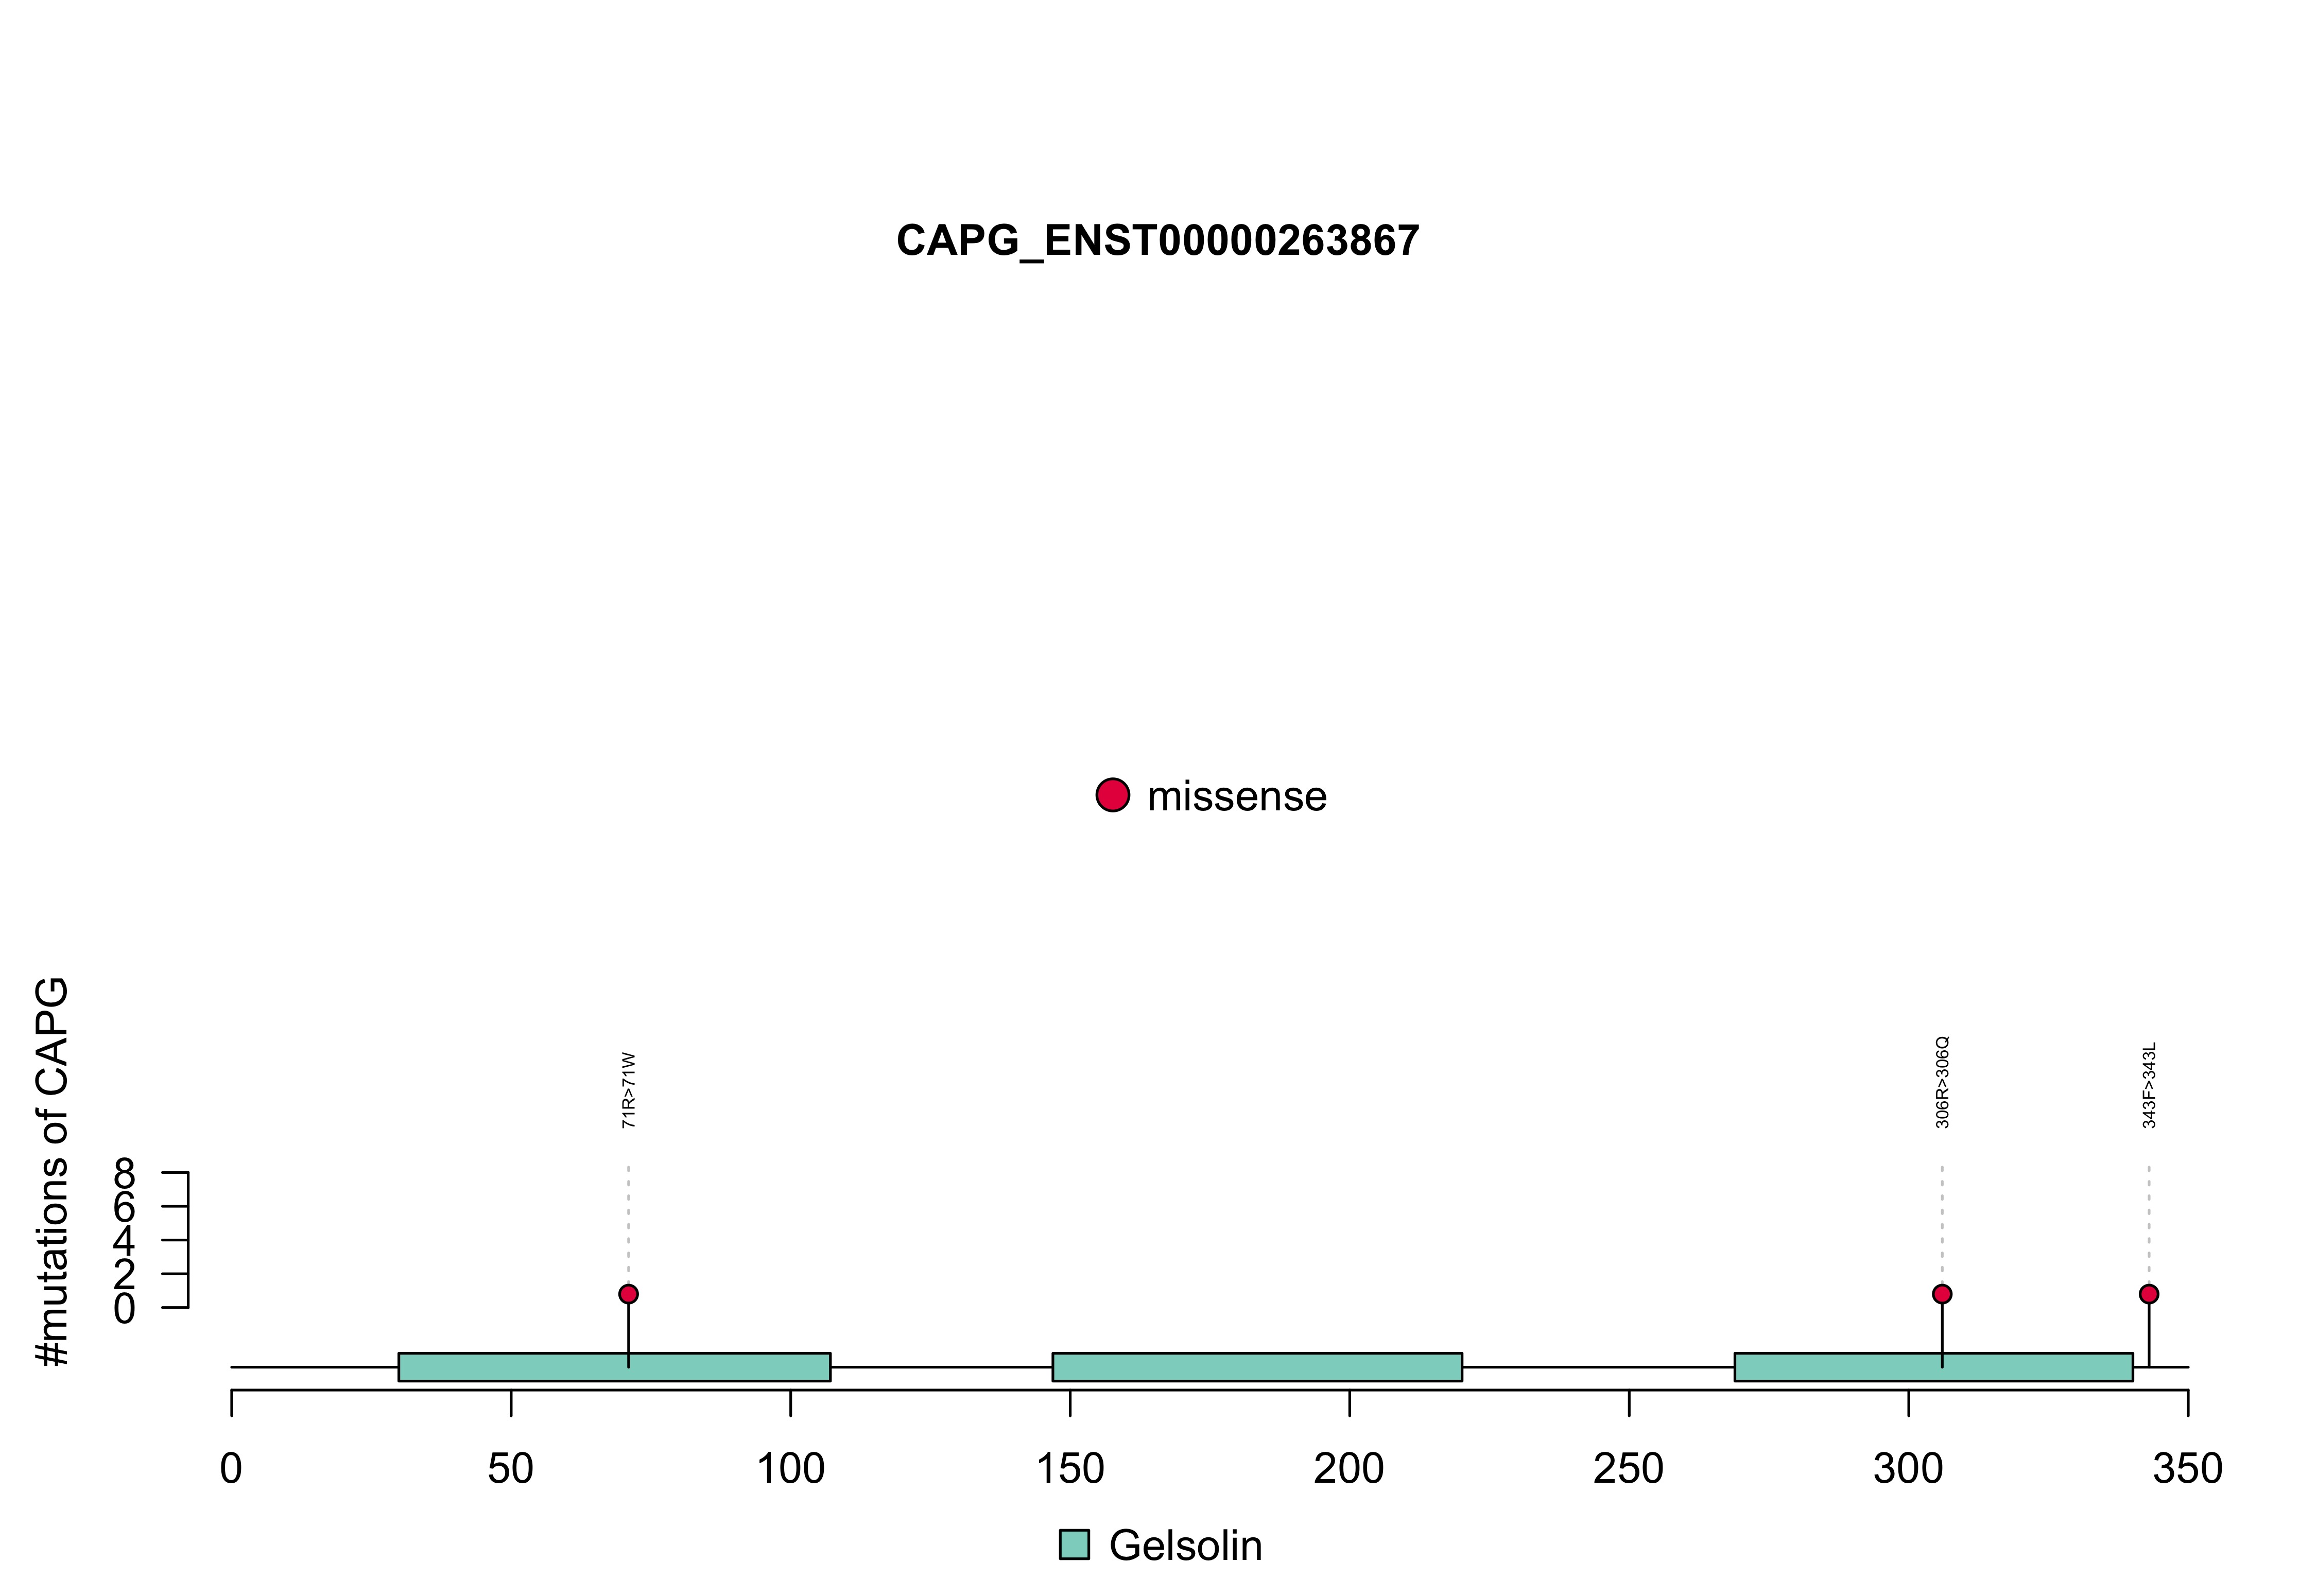 CAPG_ENST00000263867
missense
#mutations of CAPG
71R>71W
306R>306Q
343F>343L
8
6
4
2
0
0 50 100 150 200 250 300 350
Gelsolin